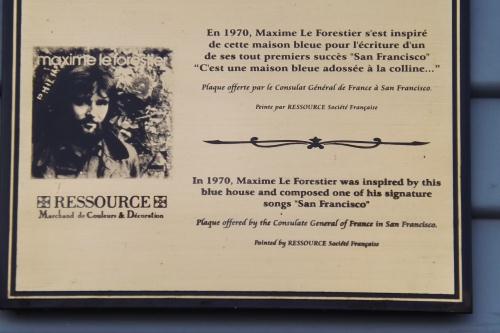 En 1970, Maxime Le Forestier s'est inspiré
de cette maison bleue pour l'écriture d'un
de ses tout premiers succès "San Francisco"
“C'est une maison bleue adossée à la colline...”
Plaque offerte par le Consulat Général de France à San Francisco.
Peinte par RESSOURCE Société Française
maxime le forestier
RESSOURCE
Marchand de Couleurs & Décoration
In 1970, Maxime Le Forestier was inspired by this
blue house and composed one of his signature
songs "San Francisco"
Plaque offered by the Consulate General of France in San Francisco.
Painted by RESSOURCE Société Française